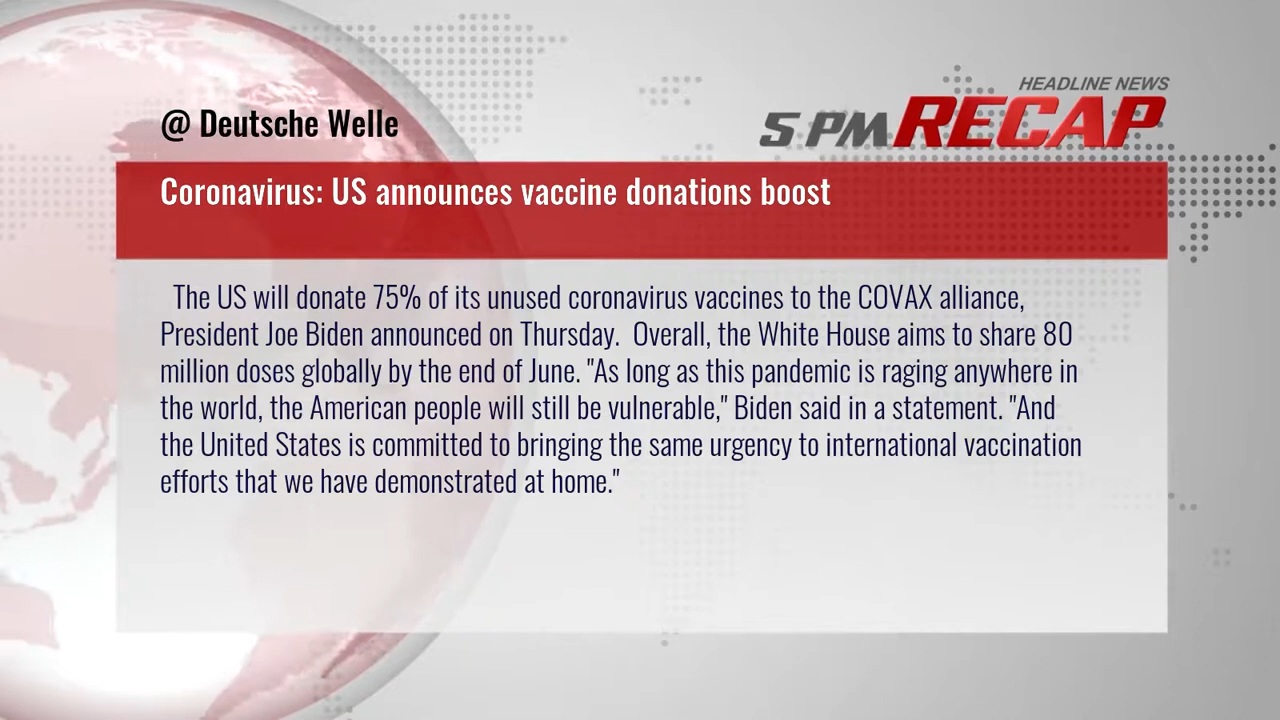 HEADLINE NEWS
@ Deutsche Welle
5 PM RECAP
Coronavirus: US announces vaccine donations boost
The US will donate 75% of its unused coronavirus vaccines to the COVAX alliance,
President Joe Biden announced on Thursday.  Overall, the White House aims to share 80
million doses globally by the end of June. "As long as this pandemic is raging anywhere in
the world, the American people will still be vulnerable," Biden said in a statement. "And
the United States is committed to bringing the same urgency to international vaccination
efforts that we have demonstrated at home."